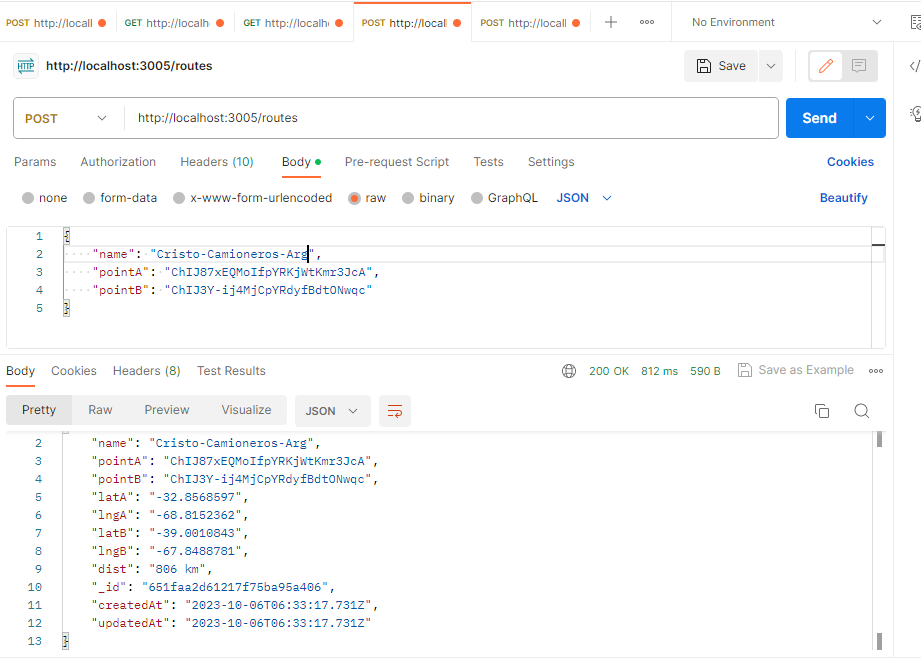 POST http://locall GET http://localh GET http://localhc POST http://local POST http://locall No Environment
HTTP http://localhost:3005/routes Save
POST http://localhost:3005/routes Send
Params Authorization Headers (10) Body Pre-request Script Tests Settings Cookies
none form-data x-www-form-urlencoded raw binary GraphQL JSON Beautify
1 {
2 "name": "Cristo-Camioneros-Arg",
3 "pointA": "ChIJ87xEQMoIfpYRKjWtKmr3JcA",
4 "pointB": "ChIJ3Y-ij4MjCpYRdyfBdtONwqc"
5 }
Body Cookies Headers (8) Test Results 200 OK 812 ms 590 B Save as Example
Pretty Raw Preview Visualize JSON
2 "name": "Cristo-Camioneros-Arg",
3 "pointA": "ChIJ87xEQMoIfpYRKjWtKmr3JcA",
4 "pointB": "ChIJ3Y-ij4MjCpYRdyfBdtONwqc",
5 "latA": "-32.8568597",
6 "lngA": "-68.8152362",
7 "latB": "-39.0010843",
8 "lngB": "-67.8488781",
9 "dist": "806 km",
10 "_id": "651faa2d61217f75ba95a406",
11 "createdAt": "2023-10-06T06:33:17.731Z",
12 "updatedAt": "2023-10-06T06:33:17.731Z"
13 }